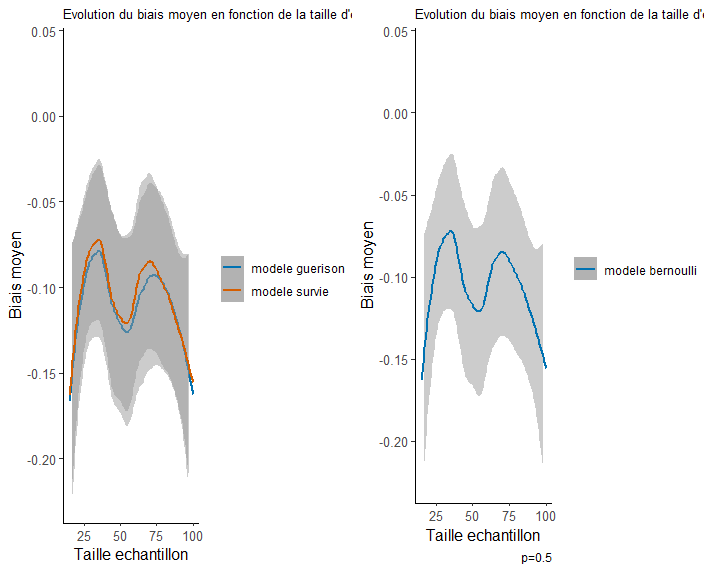 Evolution du biais moyen en fonction de la taille d'e
0.05
0.00
-0.05
-0.10
-0.15
-0.20
Biais moyen
25 50 75 100
Taille echantillon
modele guerison
modele survie
Evolution du biais moyen en fonction de la taille d'e
0.05
0.00
-0.05
-0.10
-0.15
-0.20
Biais moyen
25 50 75 100
Taille echantillon
p=0.5
modele bernoulli